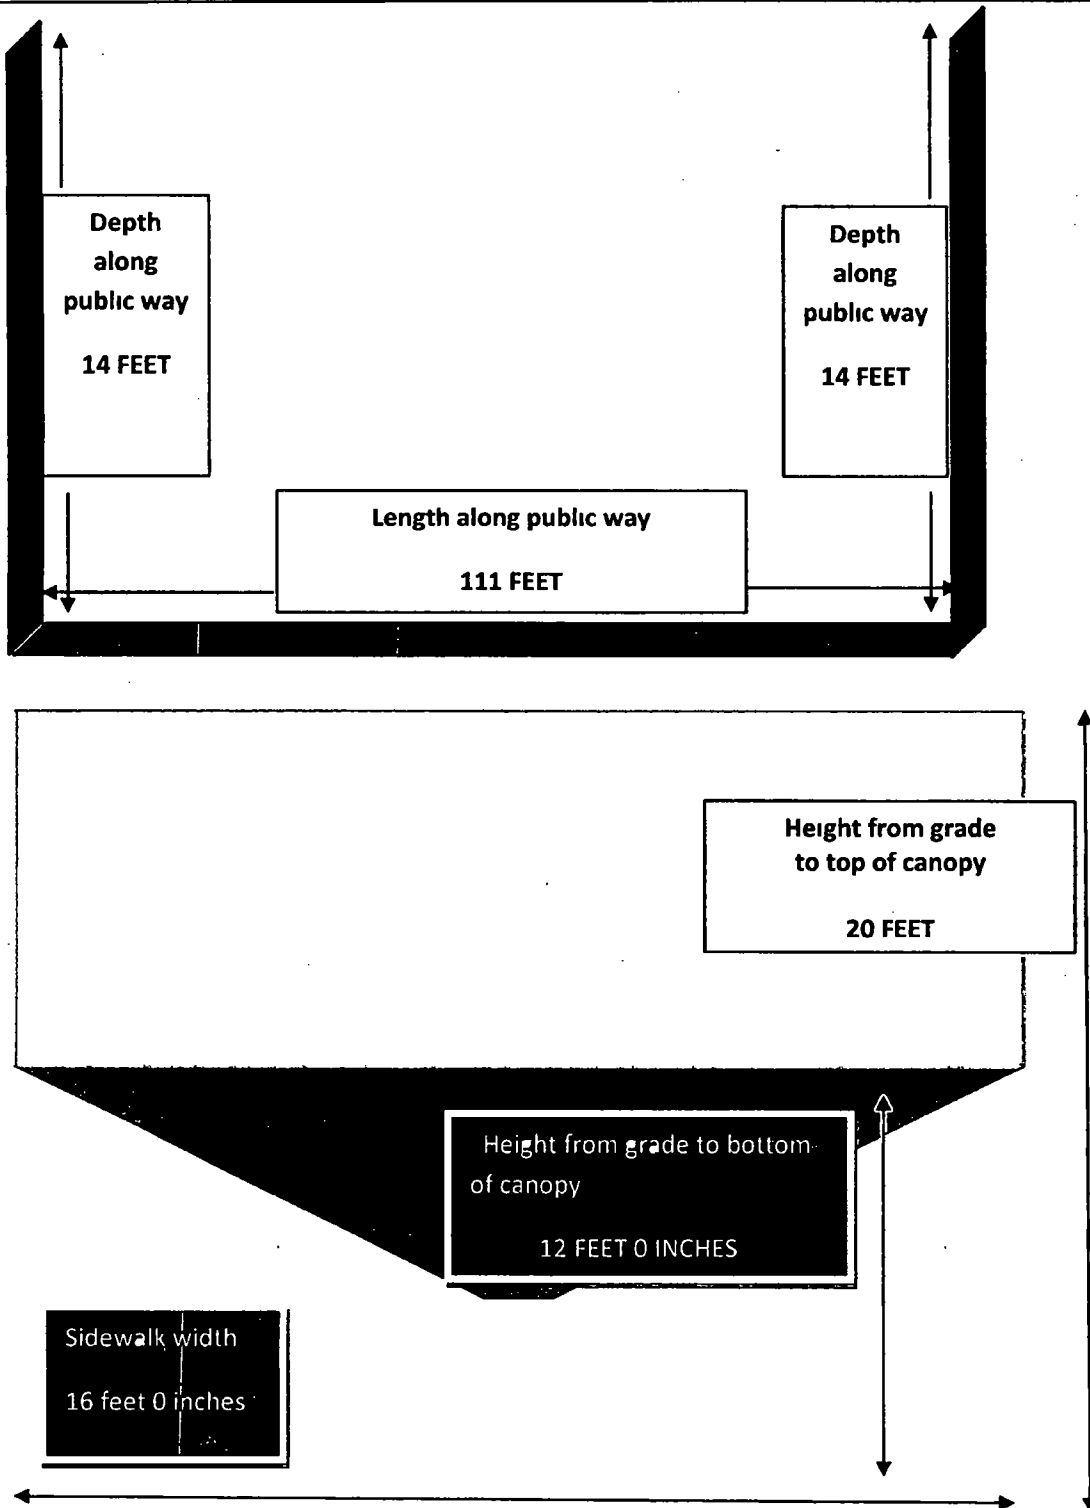 Depth
along
public way
14 FEET
Depth
along
public way
14 FEET
Length along public way
111 FEET
Height from grade
to top of canopy
20 FEET
Height from grade to bottom
of canopy
12 FEET 0 INCHES
Sidewalk width
16 feet 0 inches